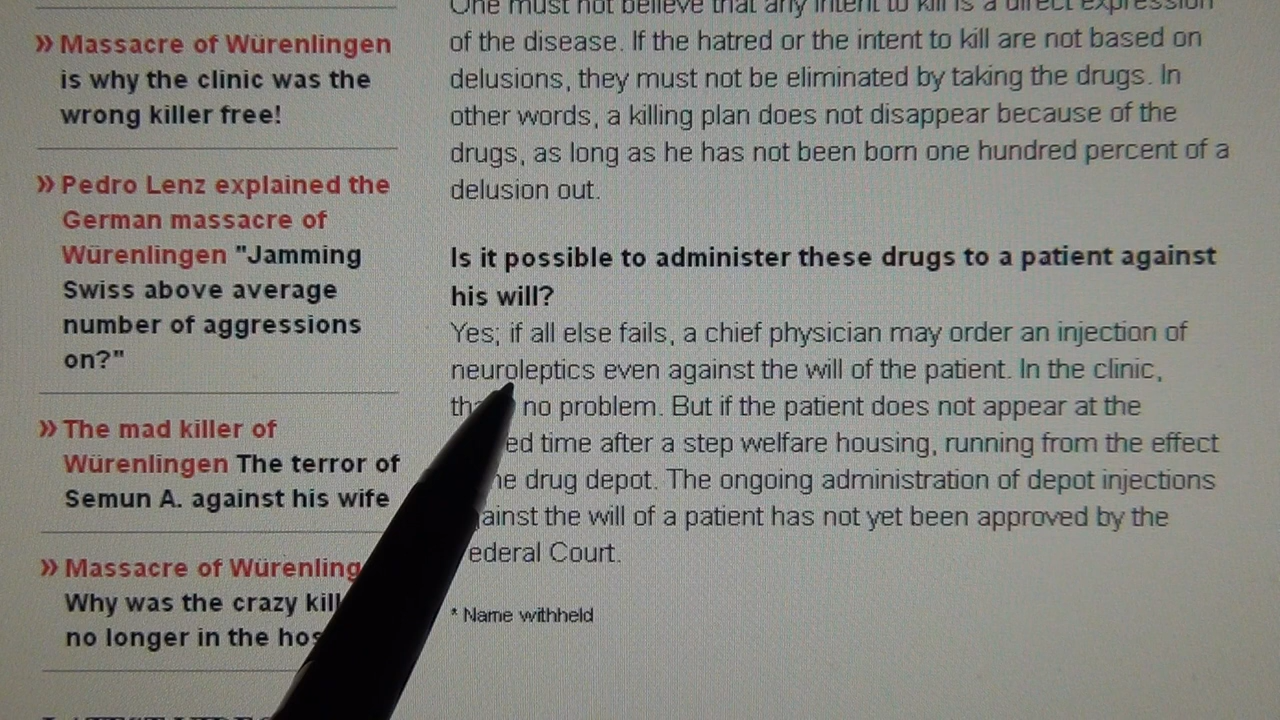 » Massacre of Würenlingen
is why the clinic was the
wrong killer free!
» Pedro Lenz explained the
German massacre of
Würenlingen "Jamming
Swiss above average
number of aggressions
on?"
» The mad killer of
Würenlingen The terror of
Semun A. against his wife
» Massacre of
Why was the crazy
no longer in the
One must not believe that any intent to kill is a direct expression
of the disease. If the hatred or the intent to kill are not based on
delusions, they must not be eliminated by taking the drugs. In
other words, a killing plan does not disappear because of the
drugs, as long as he has not been born one hundred percent of a
delusion out.
Is it possible to administer these drugs to a patient against
his will?
Yes; if all else fails, a chief physician may order an injection of
neuroleptics even against the will of the patient. In the clinic,
no problem. But if the patient does not appear at the
time after a step welfare housing, running from the effect
drug depot. The ongoing administration of depot injections
the will of a patient has not yet been approved by the
Court.
* Name withheld